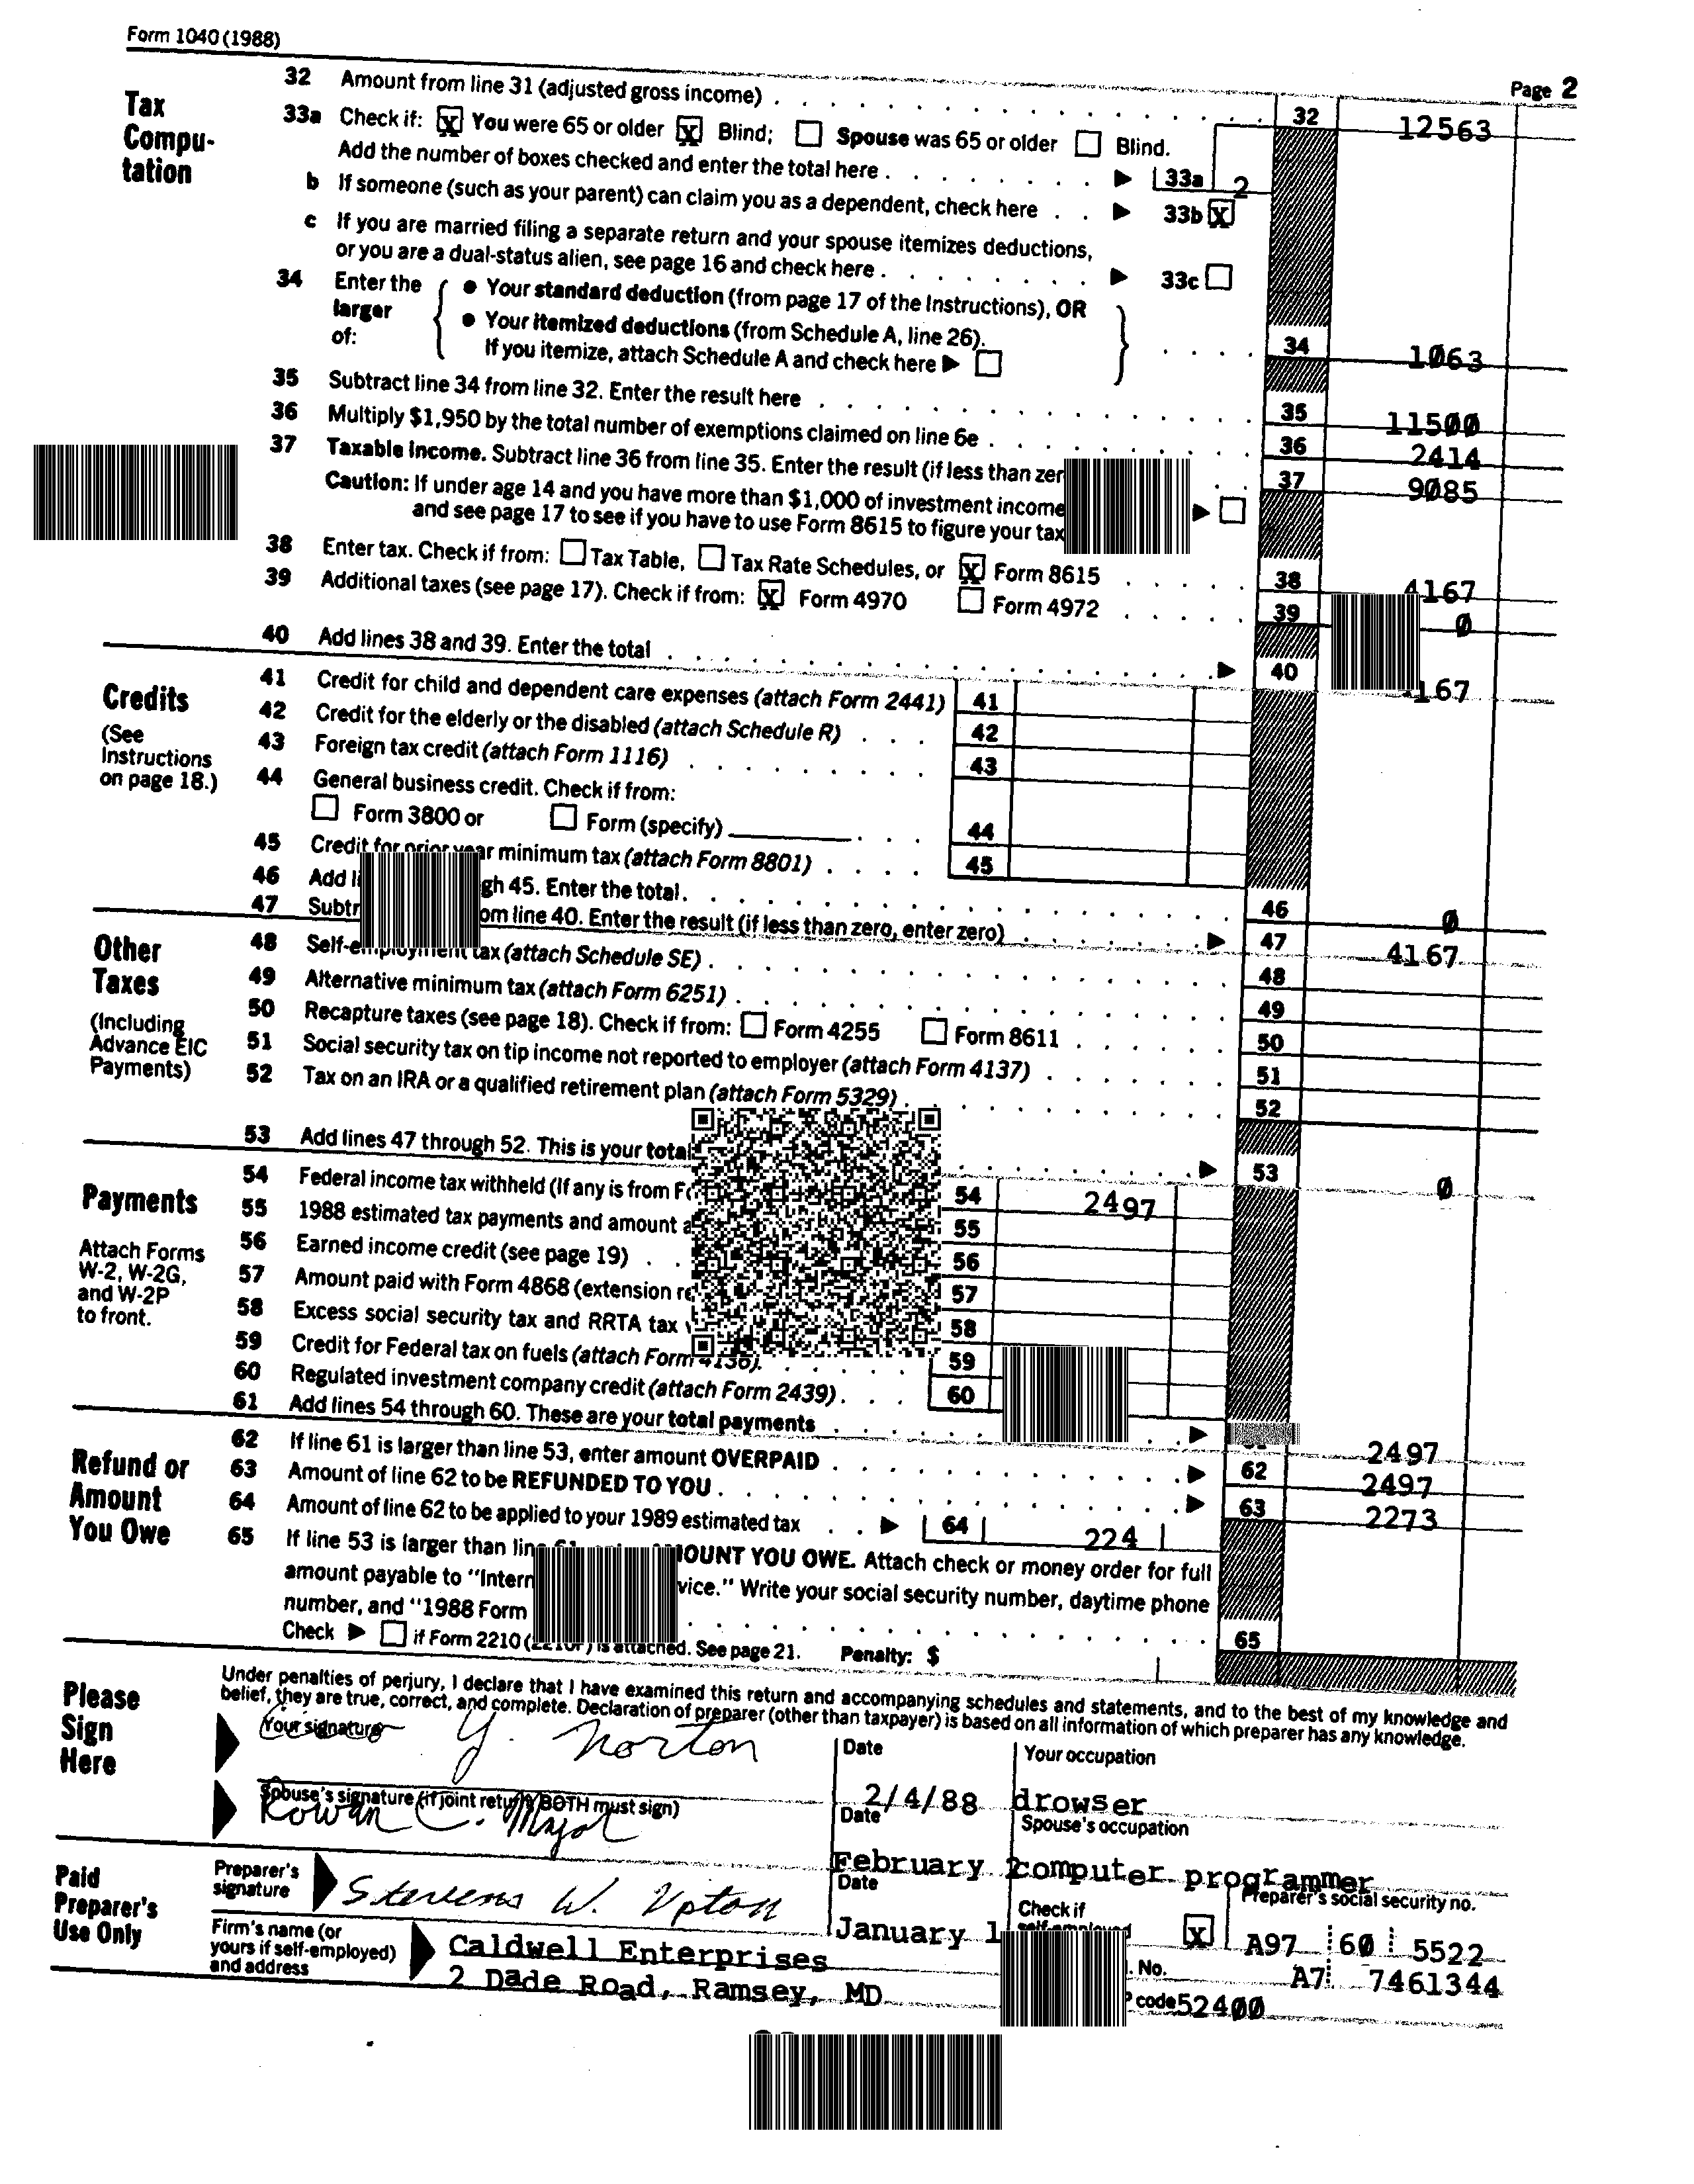 Form 1040 (1988)
Page 2
Tax Compu-tation
32 Amount from line 31 (adjusted gross income) 32 12563
33a Check if: X You were 65 or older X Blind; Spouse was 65 or older Blind.
Add the number of boxes checked and enter the total here ▶ 33a 2
b If someone (such as your parent) can claim you as a dependent, check here ▶ 33b X
c If you are married filing a separate return and your spouse itemizes deductions,
or you are a dual-status alien, see page 16 and check here ▶ 33c
34 Enter the larger of:
● Your standard deduction (from page 17 of the Instructions), OR
● Your itemized deductions (from Schedule A, line 26).
If you itemize, attach Schedule A and check here ▶
34 1063
35 Subtract line 34 from line 32. Enter the result here 35 11500
36 Multiply $1,950 by the total number of exemptions claimed on line 6e 36 2414
37 Taxable Income. Subtract line 36 from line 35. Enter the result (if less than 37 9085
Caution: If under age 14 and you have more than $1,000 of investment income ▶
and see page 17 to see if you have to use Form 8615 to figure your tax
38 Enter tax. Check if from: Tax Table, Tax Rate Schedules, or X Form 8615 38 4167
39 Additional taxes (see page 17). Check if from: X Form 4970 Form 4972 39 0
40 Add lines 38 and 39. Enter the total ▶ 40 167
Credits
(See Instructions on page 18.)
41 Credit for child and dependent care expenses (attach Form 2441) 41
42 Credit for the elderly or the disabled (attach Schedule R) 42
43 Foreign tax credit (attach Form 1116) 43
44 General business credit. Check if from:
Form 3800 or Form (specify) 44
45 Credit for prior year minimum tax (attach Form 8801) 45
46 Add 45. Enter the total. 46 0
47 line 40. Enter the result (if less than zero, enter zero) ▶ 47 4167
Other Taxes
(Including Advance EIC Payments)
48 Self-employment tax (attach Schedule SE) 48
49 Alternative minimum tax (attach Form 6251) 49
50 Recapture taxes (see page 18). Check if from: Form 4255 Form 8611 50
51 Social security tax on tip income not reported to employer (attach Form 4137) 51
52 Tax on an IRA or a qualified retirement plan (attach Form 5329) 52
53 Add lines 47 through 52. This is your total ▶ 53 0
Payments
Attach Forms W-2, W-2G, and W-2P to front.
54 Federal income tax withheld (If any is from 54 2497
55 1988 estimated tax payments and amount 55
56 Earned income credit (see page 19) 56
57 Amount paid with Form 4868 (extension 57
58 Excess social security tax and RRTA tax 58
59 Credit for Federal tax on fuels (attach Form 4136). 59
60 Regulated investment company credit (attach Form 2439) 60
61 Add lines 54 through 60. These are your total payments ▶ 2497
Refund or Amount You Owe
62 If line 61 is larger than line 53, enter amount OVERPAID ▶ 62 2497
63 Amount of line 62 to be REFUNDED TO YOU ▶ 63 2273
64 Amount of line 62 to be applied to your 1989 estimated tax ▶ 64 224
65 If line 53 is larger than line YOU OWE. Attach check or money order for full
amount payable to Write your social security number, daytime phone
number, and "1988 Form
Check ▶ if Form 2210 is attached. See page 21. Penalty: $ 65
Please Sign Here
Under penalties of perjury, I declare that I have examined this return and accompanying schedules and statements, and to the best of my knowledge and
belief, they are true, correct, and complete. Declaration of preparer (other than taxpayer) is based on all information of which preparer has any knowledge.
Your signature Y. Norton
Date 2/4/88
Your occupation drowser
Spouse's signature (if joint return, BOTH must sign) Rowan C. Major
Date February 2
Spouse's occupation computer programmer
Paid Preparer's Use Only
Preparer's signature Stevens W. Upton
Date January 1
Check if self-employed X
Preparer's social security no. A97 60 5522
Firm's name (or yours if self-employed) and address
Caldwell Enterprises
2 Dade Road, Ramsey, MD
No. A7 7461344
code 52400